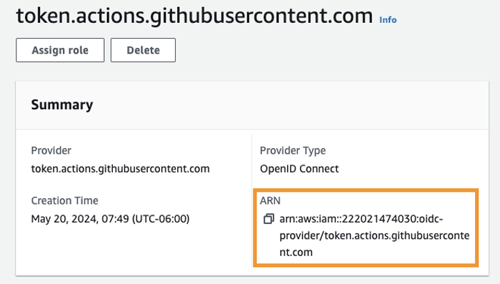 token.actions.githubusercontent.com Info
Assign role Delete
Summary
Provider
token.actions.githubusercontent.com
Provider Type
OpenID Connect
Creation Time
May 20, 2024, 07:49 (UTC-06:00)
ARN
arn:aws:iam::222021474030:oidc-
provider/token.actions.githubuserconte
nt.com